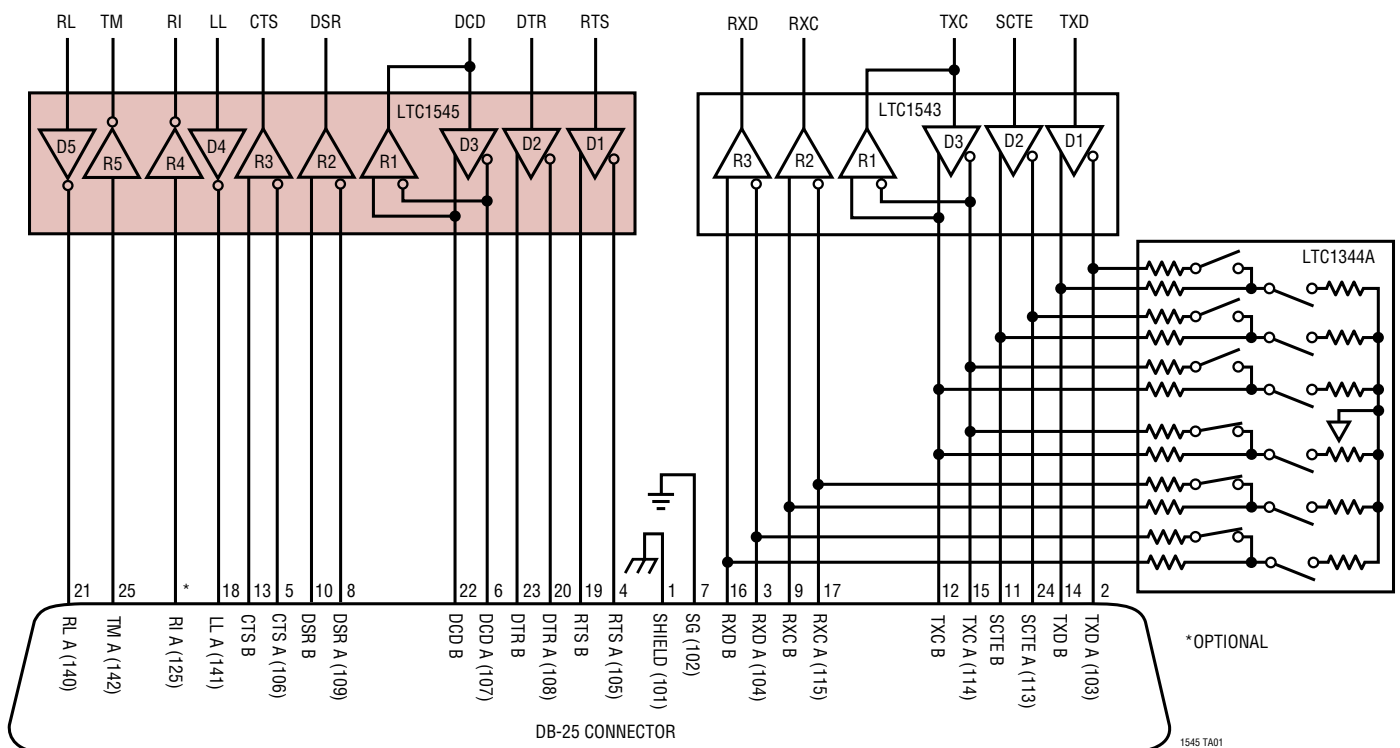 RL TM RI LL CTS DSR DCD DTR RTS RXD RXC TXC SCTE TXD
LTC1545 LTC1543
D5 R5 R4 D4 R3 R2 R1 D3 D2 D1 R3 R2 R1 D3 D2 D1
LTC1344A
21 25 * 18 13 5 10 8 22 6 23 20 19 4 1 7 16 3 9 17 12 15 11 24 14 2
RL A (140)
TM A (142)
RI A (125)
LL A (141)
CTS B
CTS A (106)
DSR B
DSR A (109)
DCD B
DCD A (107)
DTR B
DTR A (108)
RTS B
RTS A (105)
SHIELD (101)
SG (102)
RXD B
RXD A (104)
RXC B
RXC A (115)
TXC B
TXC A (114)
SCTE B
SCTE A (113)
TXD B
TXD A (103)
*OPTIONAL
DB-25 CONNECTOR
1545 TA01